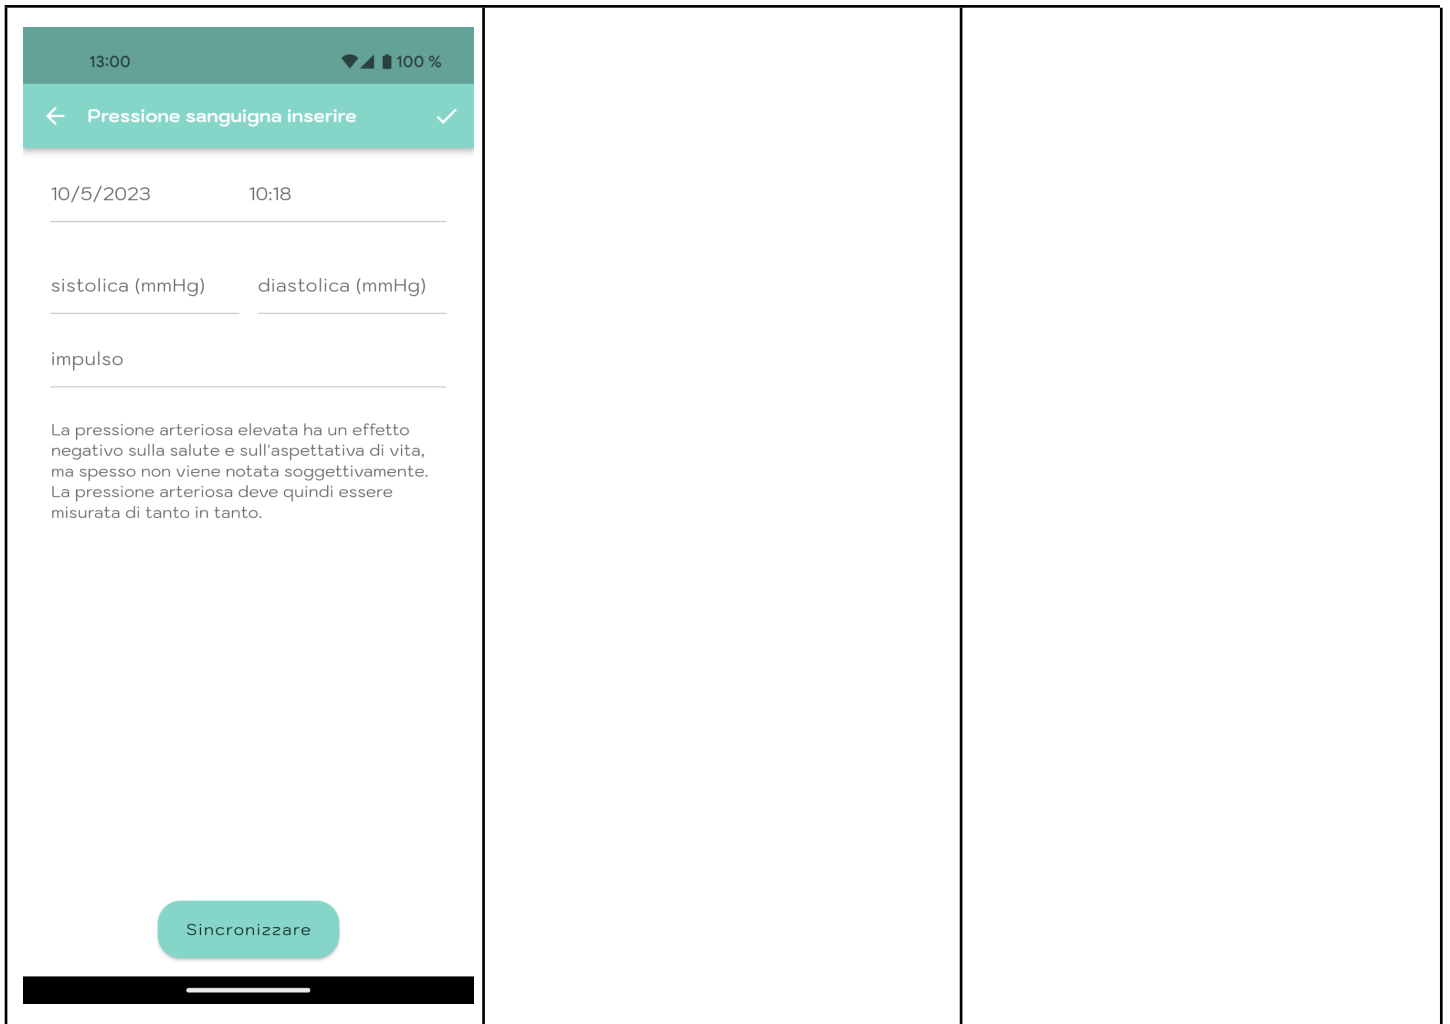 13:00 100 %
Pressione sanguigna inserire
10/5/2023 10:18
sistolica (mmHg) diastolica (mmHg)
impulso
La pressione arteriosa elevata ha un effetto
negativo sulla salute e sull'aspettativa di vita,
ma spesso non viene notata soggettivamente.
La pressione arteriosa deve quindi essere
misurata di tanto in tanto.
Sincronizzare